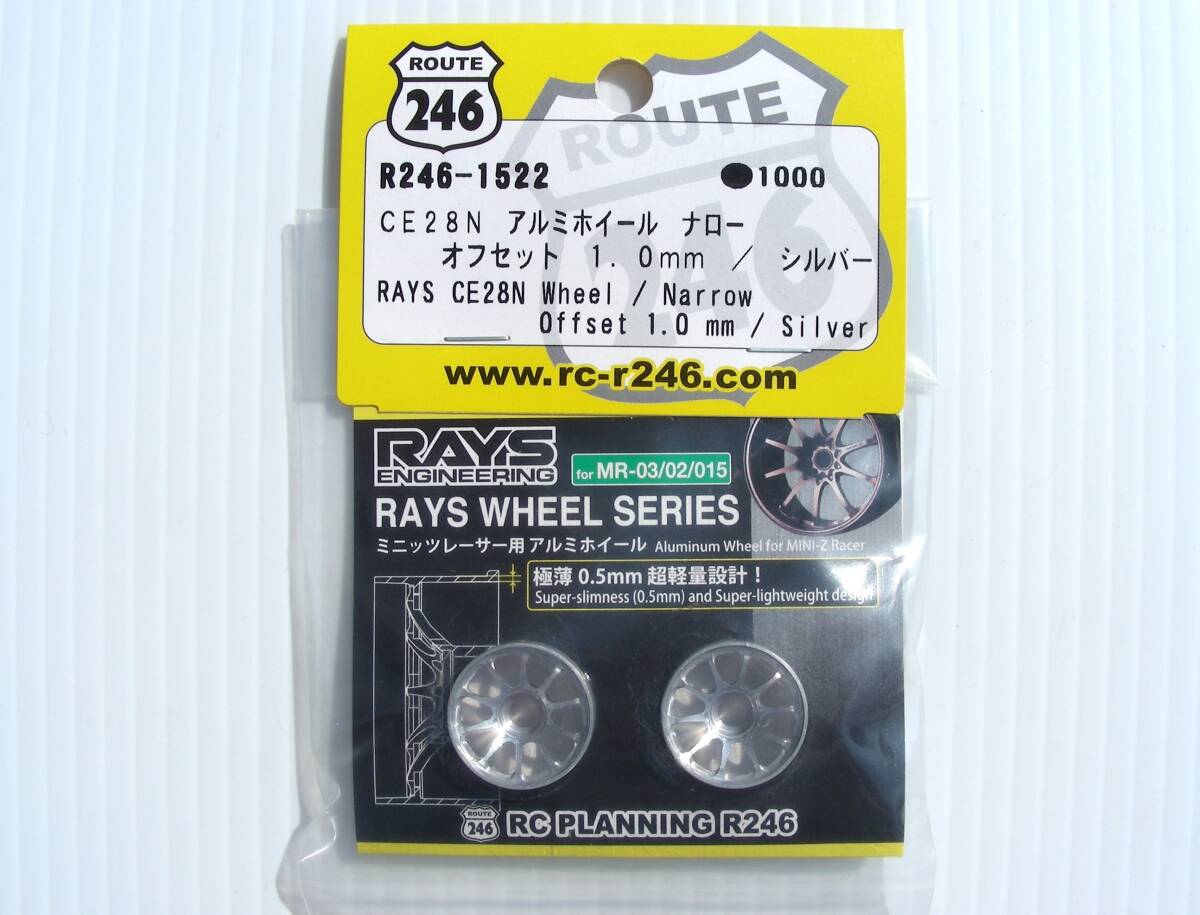 ROUTE
246
ROUTE
246
R246-1522 ●1000
CE28N アルミホイール ナロー
オフセット 1.0mm / シルバー
RAYS CE28N Wheel / Narrow
Offset 1.0 mm / Silver
www.rc-r246.com
RAYS
ENGINEERING
for MR-03/02/015
RAYS WHEEL SERIES
ミニッツレーサー用 アルミホイール Aluminum Wheel for MINI-Z Racer
極薄 0.5mm 超軽量設計！
Super-slimness (0.5mm) and Super-lightweight design
ROUTE
246
RC PLANNING R246